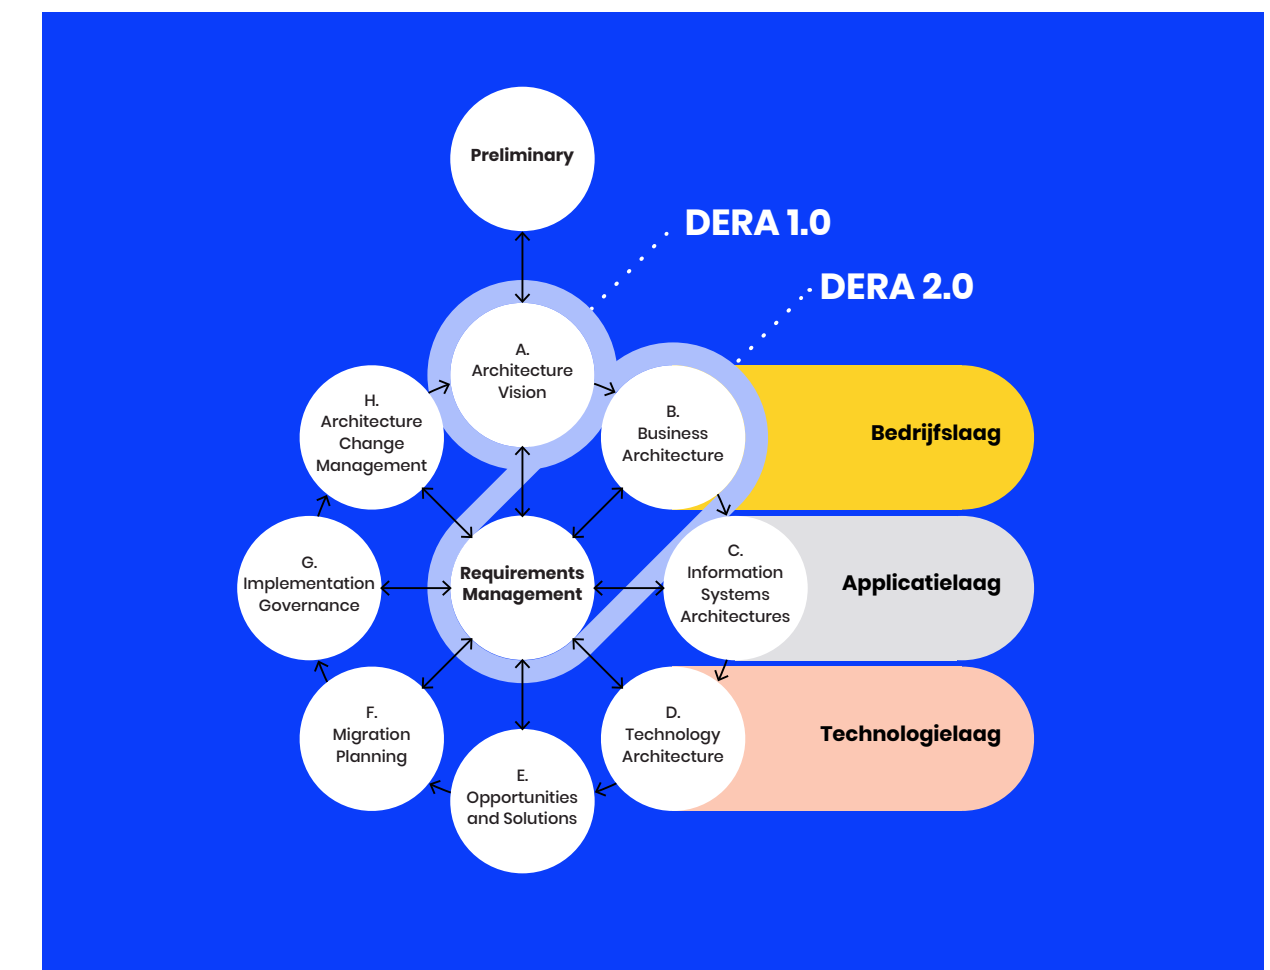 Preliminary
DERA 1.0
DERA 2.0
A.
Architecture
Vision
H.
Architecture
Change
Management
B.
Business
Architecture
Bedrijfslaag
G.
Implementation
Governance
Requirements
Management
C.
Information
Systems
Architectures
Applicatielaag
F.
Migration
Planning
E.
Opportunities
and Solutions
D.
Technology
Architecture
Technologielaag